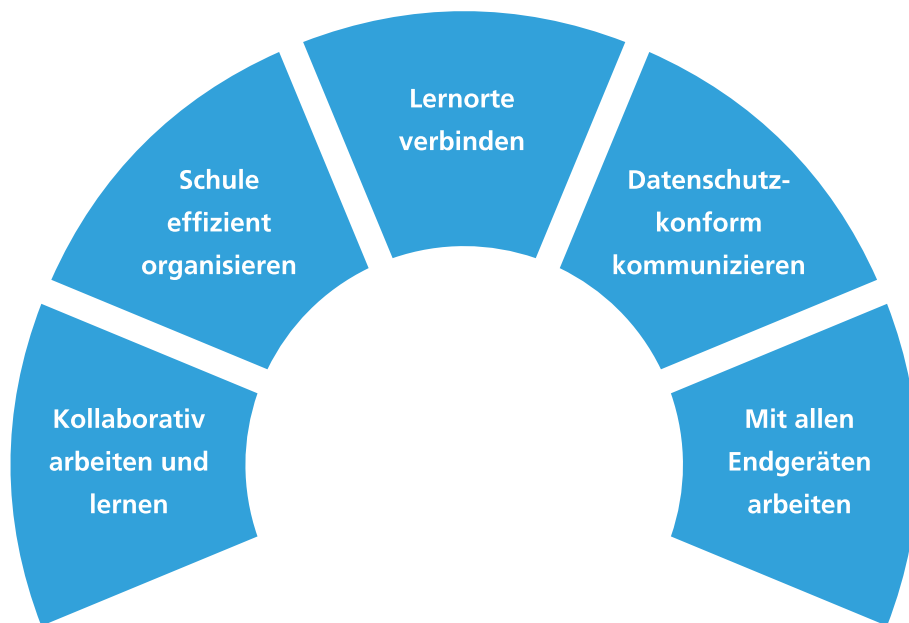 Kollaborativ
arbeiten und
lernen
Schule
effizient
organisieren
Lernorte
verbinden
Datenschutz-
konform
kommunizieren
Mit allen
Endgeräten
arbeiten